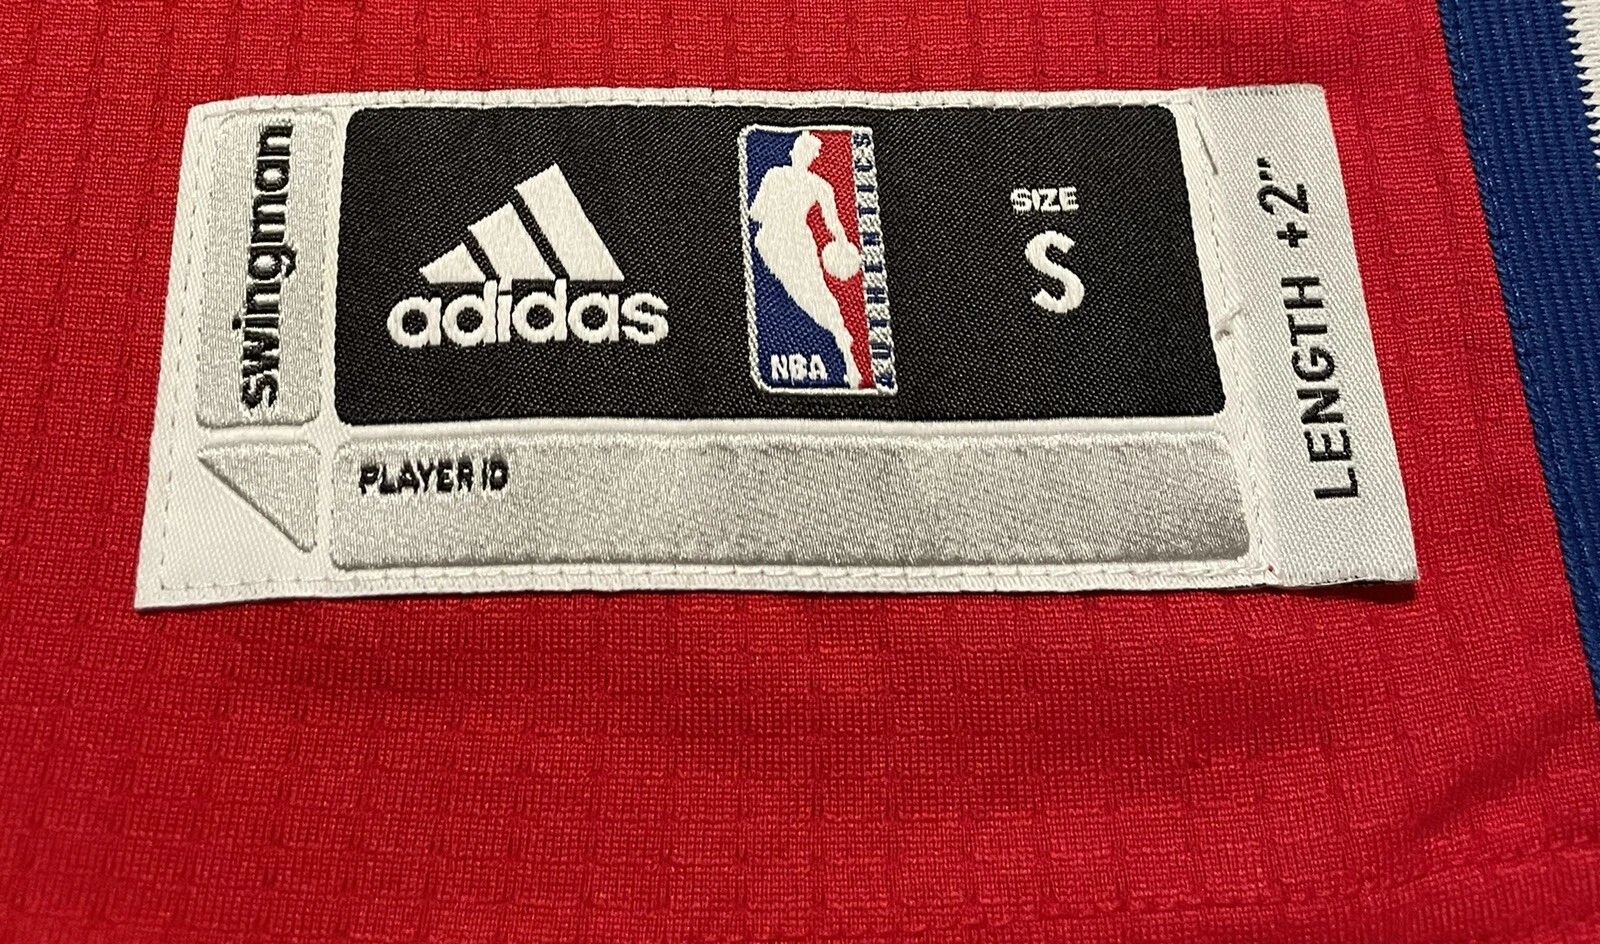 swingman
adidas
NBA
AUTHENTICS
SIZE
S
PLAYER ID
LENGTH +2"